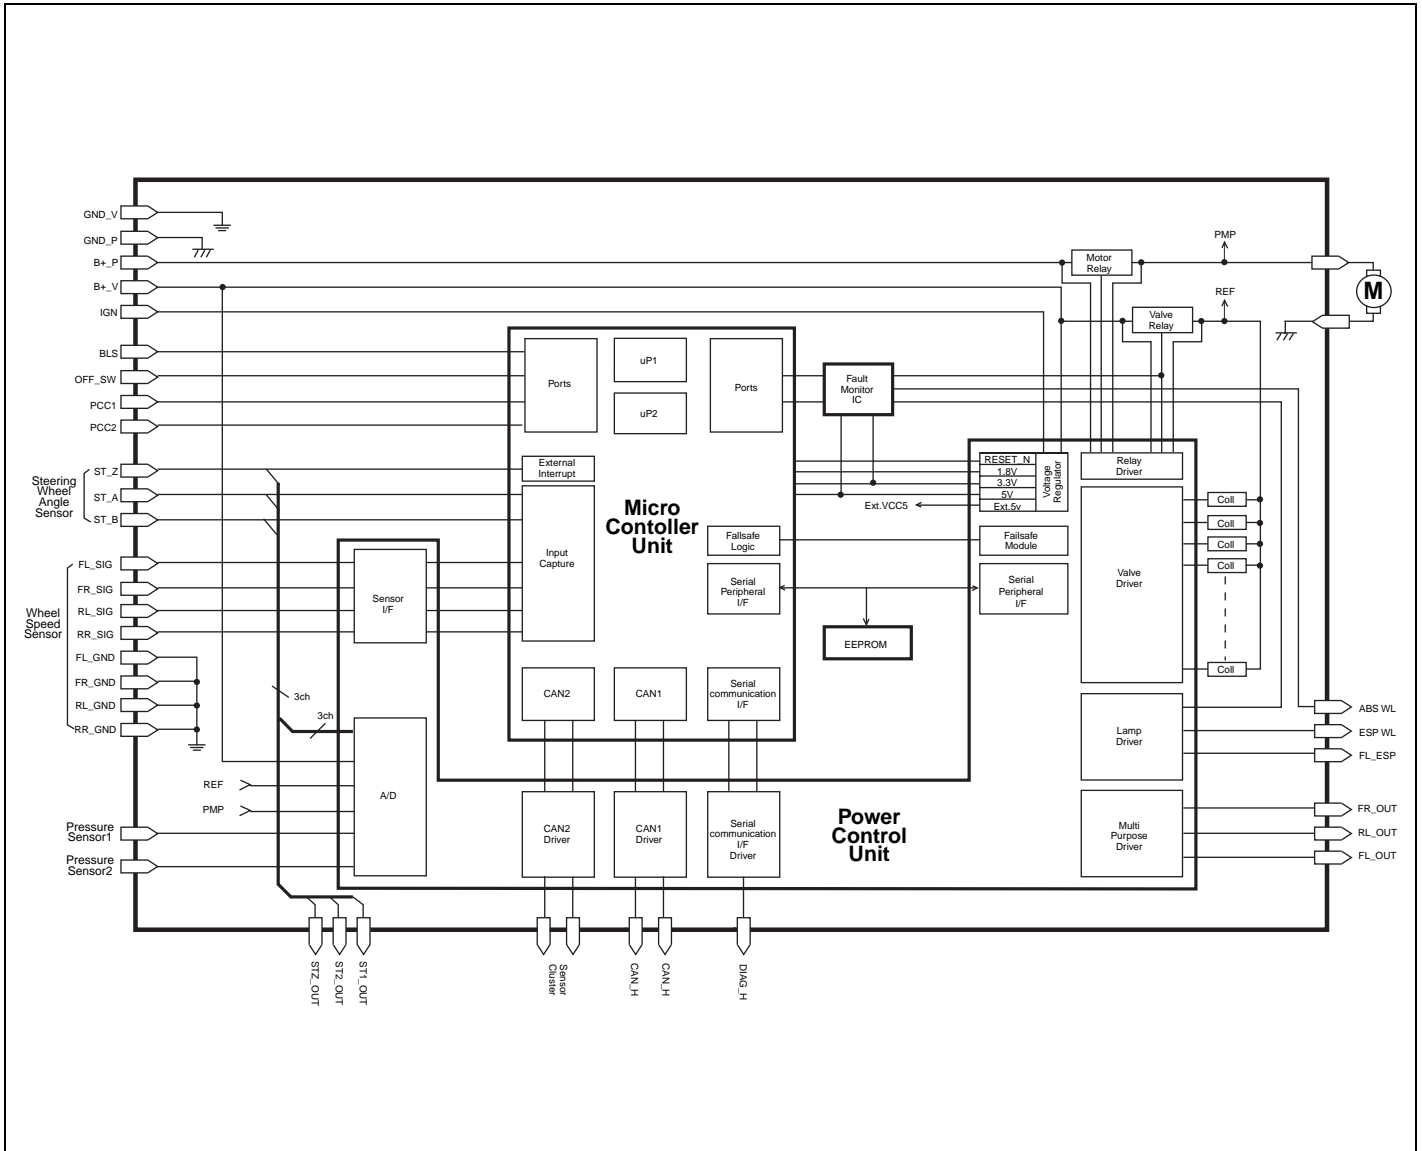 GND_V
GND_P
B+_P
B+_V
IGN
BLS
OFF_SW
PCC1
PCC2
Steering
Wheel
Angle
Sensor
ST_Z
ST_A
ST_B
Wheel
Speed
Sensor
FL_SIG
FR_SIG
RL_SIG
RR_SIG
FL_GND
FR_GND
RL_GND
RR_GND
REF
PMP
Pressure
Sensor1
Pressure
Sensor2
3ch
3ch
Sensor
I/F
A/D
Ports
uP1
uP2
Ports
External
Interrupt
Input
Capture
Micro
Contoller
Unit
Fallsafe
Logic
Serial
Peripheral
I/F
CAN2
CAN1
Serial
communication
I/F
CAN2
Driver
CAN1
Driver
Serial
communication
I/F
Driver
Power
Control
Unit
Fault
Monitor
IC
Ext.VCC5
RESET_N
1.8V
3.3V
5V
Ext.5v
Voltage
Regulator
Failsafe
Module
Serial
Peripheral
I/F
EEPROM
Motor
Relay
PMP
Valve
Relay
REF
M
Relay
Driver
Valve
Driver
Coll
Coll
Coll
Coll
Coll
Lamp
Driver
Multi
Purpose
Driver
ABS WL
ESP WL
FL_ESP
FR_OUT
RL_OUT
FL_OUT
STZ_OUT
ST2_OUT
ST1_OUT
Sensor
Cluster
CAN_H
CAN_H
DIAG_H